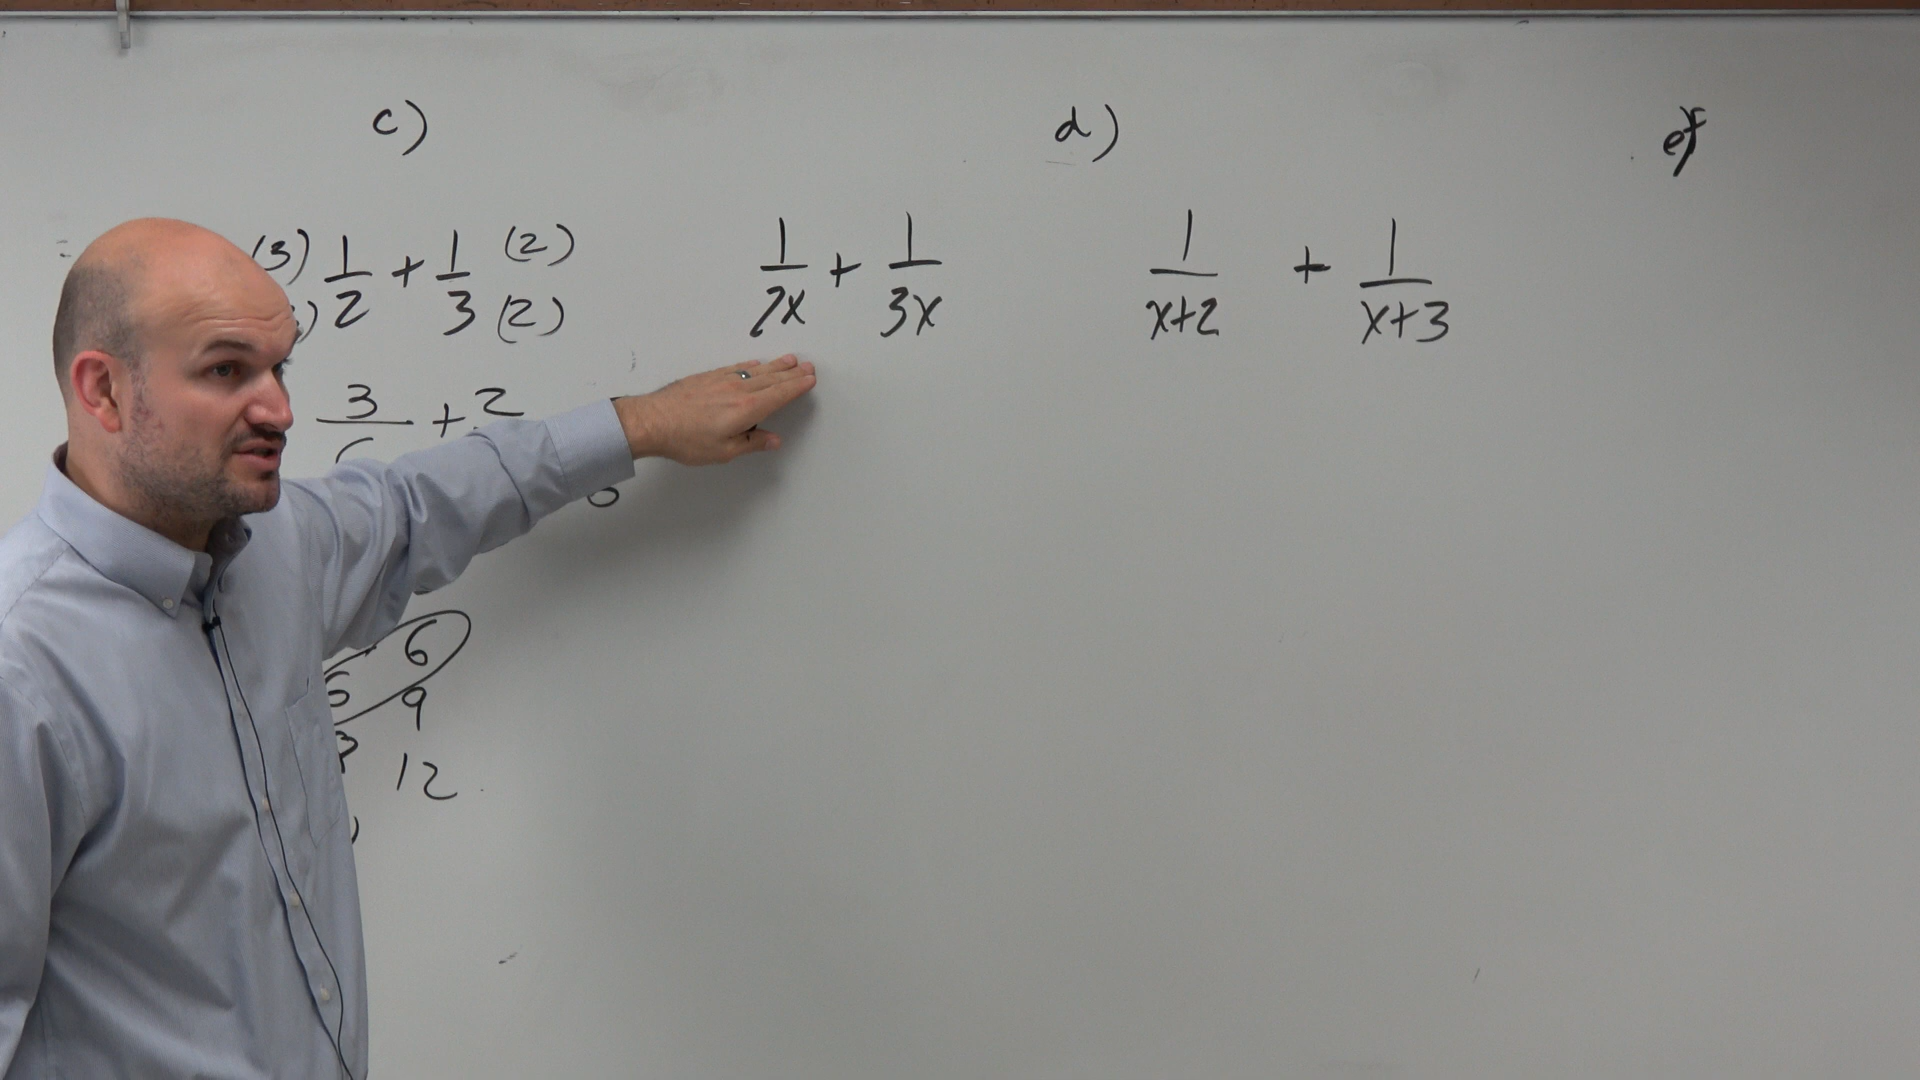 c) d) e)
(3) 1/2 + 1/3 (2)/(2)
1/2x + 1/3x
1/x+2 + 1/x+3
3/6 + 2
6
6
9
12